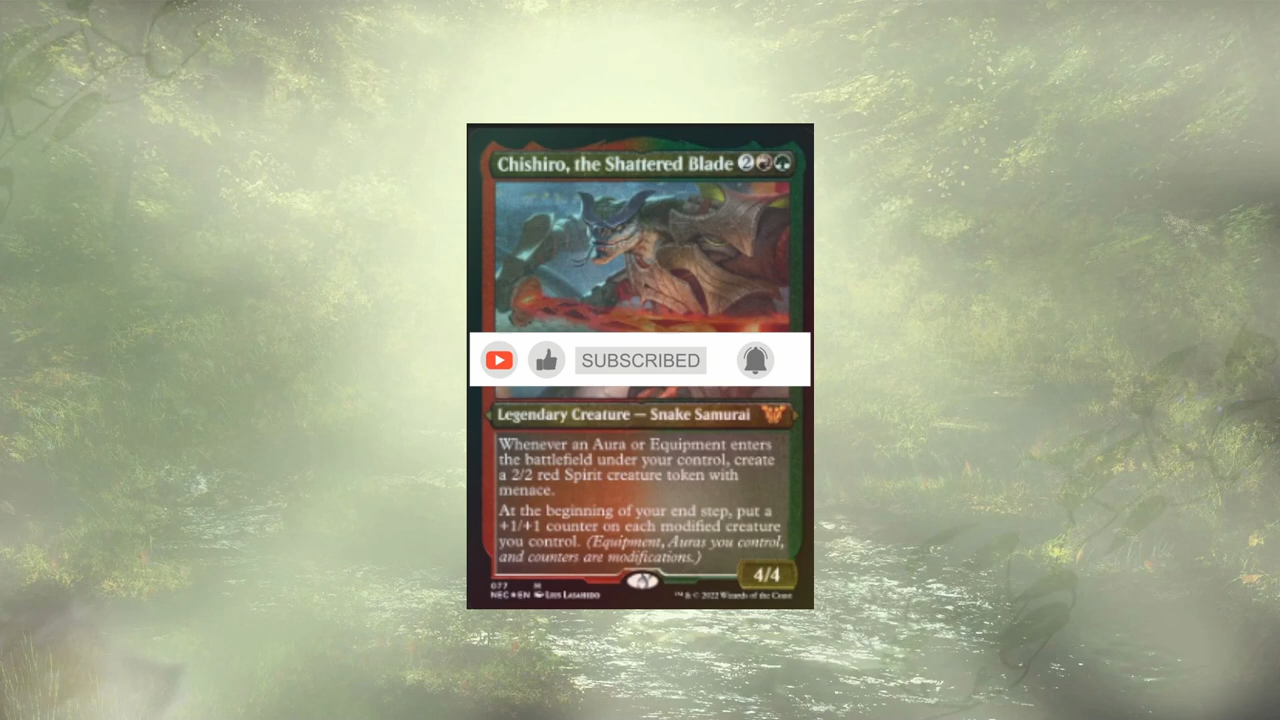 Chishiro, the Shattered Blade 2
SUBSCRIBED
Legendary Creature — Snake Samurai
Whenever an Aura or Equipment enters
the battlefield under your control, create
a 2/2 red Spirit creature token with
menace.
At the beginning of your end step, put a
+1/+1 counter on each modified creature
you control. (Equipment, Auras you control,
and counters are modifications.)
4/4
077 M
NEC ★ EN Luis Lasahido
™ & © 2022 Wizards of the Coast